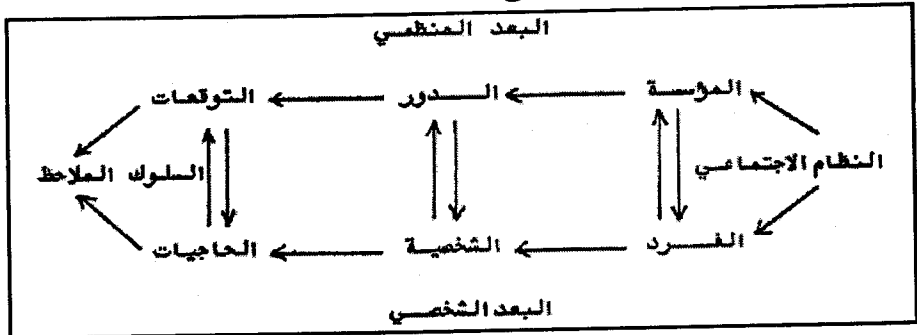 البعد المنظمي
المؤسسة الدور التوقعات
النظام الاجتماعي السلوك الملاحظ
الفرد الشخصية الحاجيات
البعد الشخصي